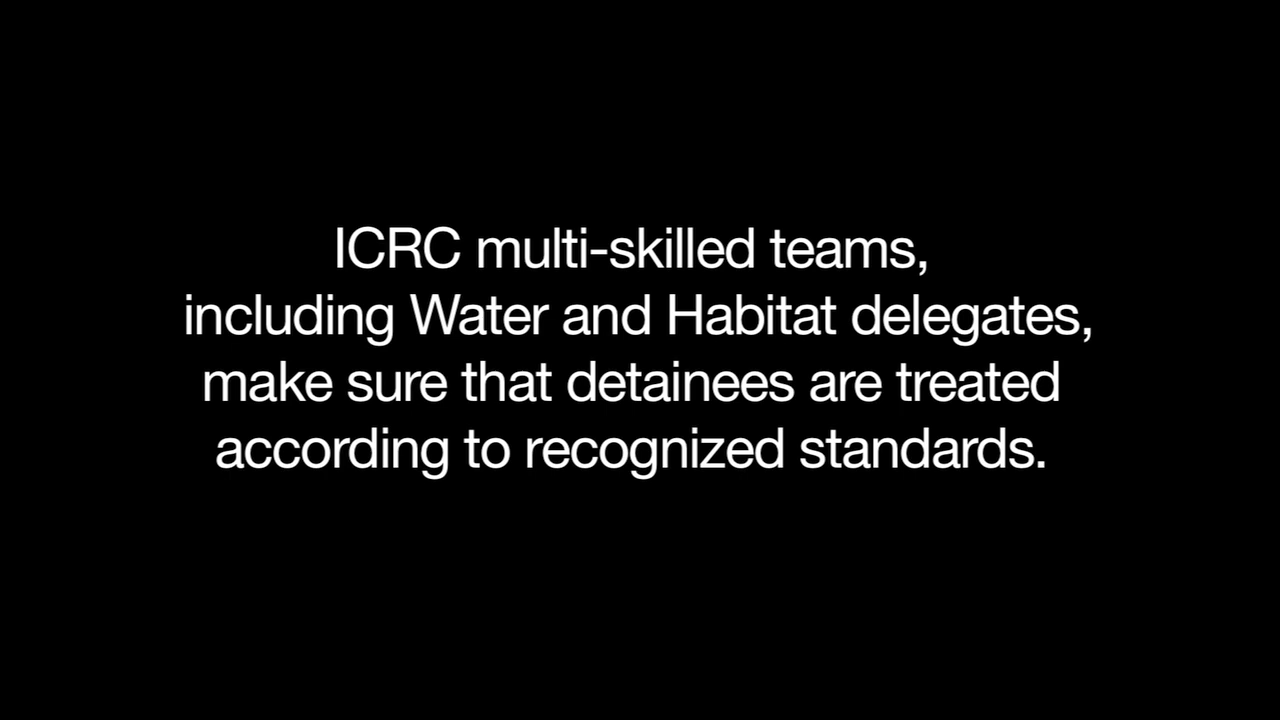 ICRC multi-skilled teams,
including Water and Habitat delegates,
make sure that detainees are treated
according to recognized standards.